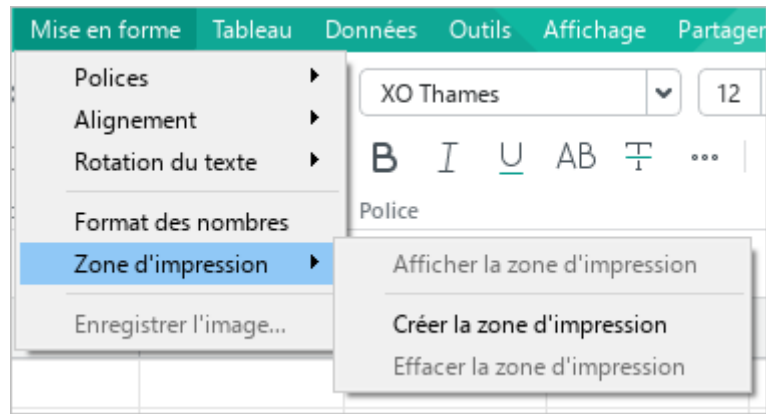 Mise en forme Tableau Données Outils Affichage Partager
Polices
XO Thames 12
Alignement
Rotation du texte
B I U AB T
Format des nombres
Police
Zone d'impression
Afficher la zone d'impression
Enregistrer l'image...
Créer la zone d'impression
Effacer la zone d'impression